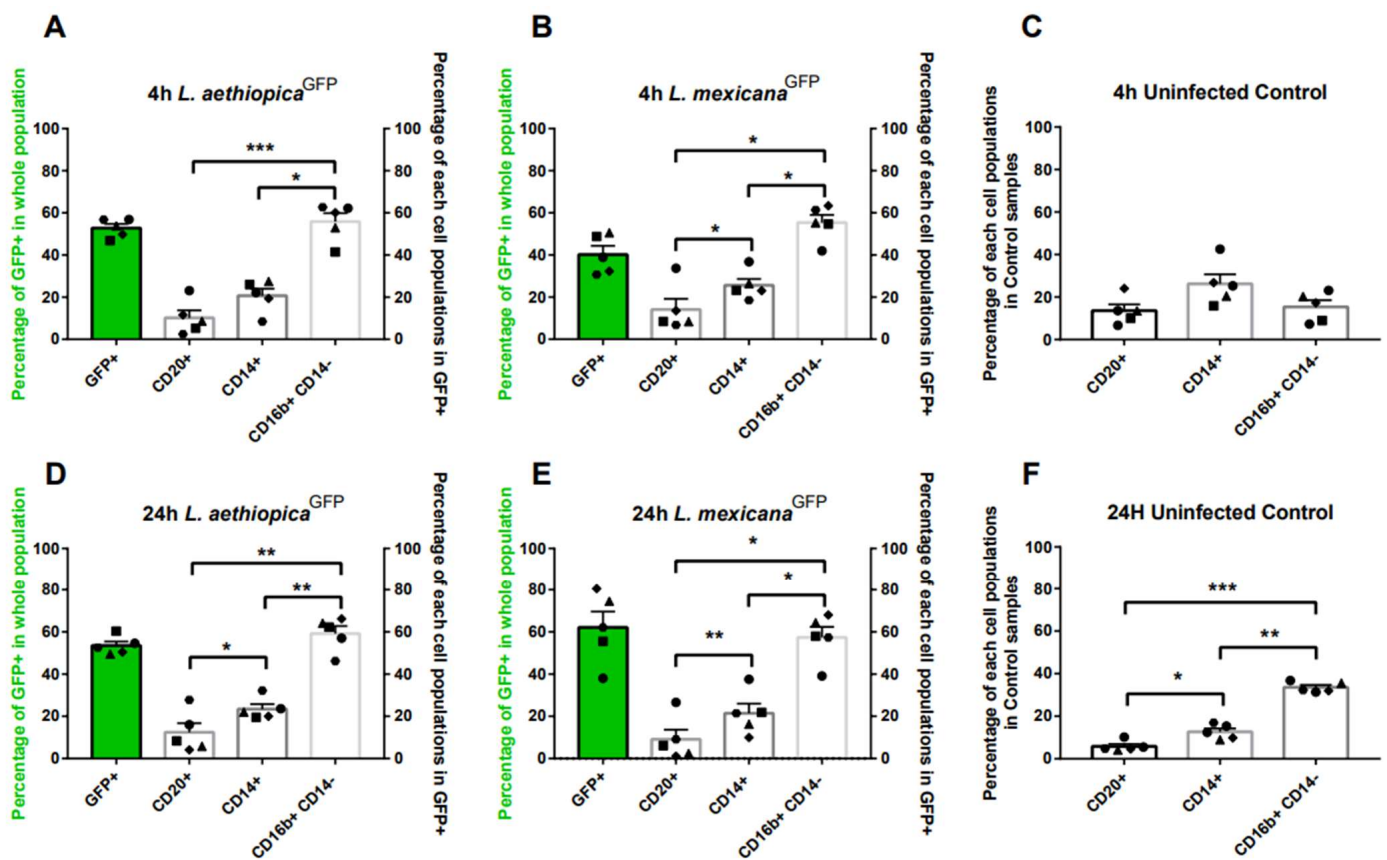 A
4h L. aethiopica GFP
Percentage of GFP+ in whole population
100
80
60
40
20
0
***
*
100
80
60
40
20
0
Percentage of each cell populations in GFP+
GFP+
CD20+
CD14+
CD16b+ CD14-
B
4h L. mexicana GFP
Percentage of GFP+ in whole population
100
80
60
40
20
0
*
*
*
100
80
60
40
20
0
Percentage of each cell populations in GFP+
GFP+
CD20+
CD14+
CD16b+ CD14-
C
4h Uninfected Control
Percentage of each cell populations
in Control samples
100
80
60
40
20
0
CD20+
CD14+
CD16b+ CD14-
D
24h L. aethiopica GFP
Percentage of GFP+ in whole population
100
80
60
40
20
0
**
**
*
100
80
60
40
20
0
Percentage of each cell populations in GFP+
GFP+
CD20+
CD14+
CD16b+ CD14-
E
24h L. mexicana GFP
Percentage of GFP+ in whole population
100
80
60
40
20
0
*
*
**
100
80
60
40
20
0
Percentage of each cell populations in GFP+
GFP+
CD20+
CD14+
CD16b+ CD14-
F
24H Uninfected Control
Percentage of each cell populations
in Control samples
100
80
60
40
20
0
***
**
*
CD20+
CD14+
CD16b+ CD14-